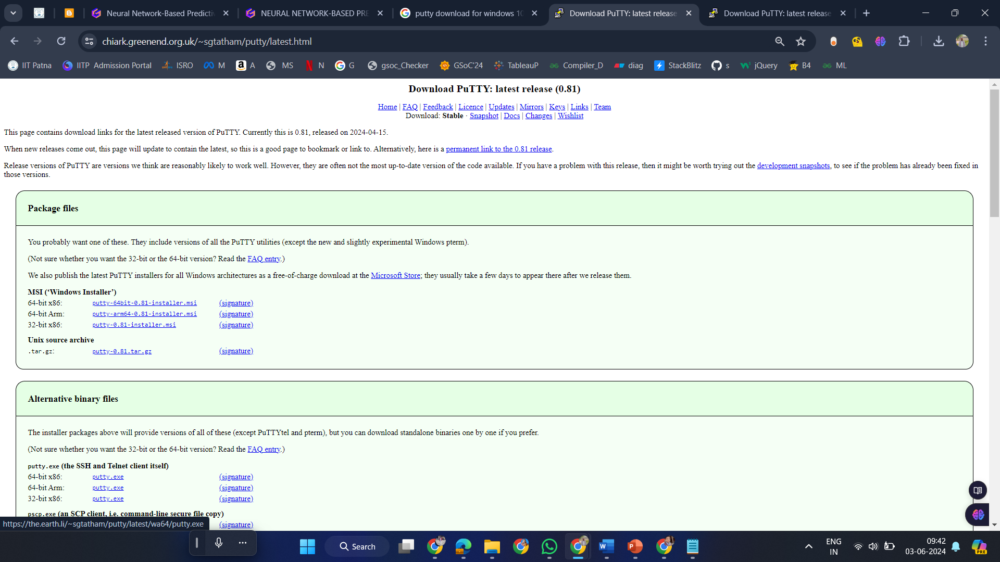 Neural Network-Based Predictiv
NEURAL NETWORK-BASED PRE
putty download for windows 10
Download PuTTY: latest release
Download PuTTY: latest release
chiark.greenend.org.uk/~sgtatham/putty/latest.html
IIT Patna
IITP Admission Portal
ISRO
M
A
MS
N
G
gsoc_Checker
GSoC'24
TableauP
Compiler_D
diag
StackBlitz
s
jQuery
B4
ML
Download PuTTY: latest release (0.81)
Home | FAQ | Feedback | Licence | Updates | Mirrors | Keys | Links | Team
Download: Stable · Snapshot | Docs | Changes | Wishlist
This page contains download links for the latest released version of PuTTY. Currently this is 0.81, released on 2024-04-15.
When new releases come out, this page will update to contain the latest, so this is a good page to bookmark or link to. Alternatively, here is a permanent link to the 0.81 release.
Release versions of PuTTY are versions we think are reasonably likely to work well. However, they are often not the most up-to-date version of the code available. If you have a problem with this release, then it might be worth trying out the development snapshots, to see if the problem has already been fixed in
those versions.
Package files
You probably want one of these. They include versions of all the PuTTY utilities (except the new and slightly experimental Windows pterm).
(Not sure whether you want the 32-bit or the 64-bit version? Read the FAQ entry.)
We also publish the latest PuTTY installers for all Windows architectures as a free-of-charge download at the Microsoft Store; they usually take a few days to appear there after we release them.
MSI (‘Windows Installer’)
64-bit x86: putty-64bit-0.81-installer.msi (signature)
64-bit Arm: putty-arm64-0.81-installer.msi (signature)
32-bit x86: putty-0.81-installer.msi (signature)
Unix source archive
.tar.gz: putty-0.81.tar.gz (signature)
Alternative binary files
The installer packages above will provide versions of all of these (except PuTTYtel and pterm), but you can download standalone binaries one by one if you prefer.
(Not sure whether you want the 32-bit or the 64-bit version? Read the FAQ entry.)
putty.exe (the SSH and Telnet client itself)
64-bit x86: putty.exe (signature)
64-bit Arm: putty.exe (signature)
32-bit x86: putty.exe (signature)
pscp.exe (an SCP client, i.e. command-line secure file copy)
https://the.earth.li/~sgtatham/putty/latest/wa64/putty.exe (signature)
Search
ENG
IN
09:42
03-06-2024
PRE